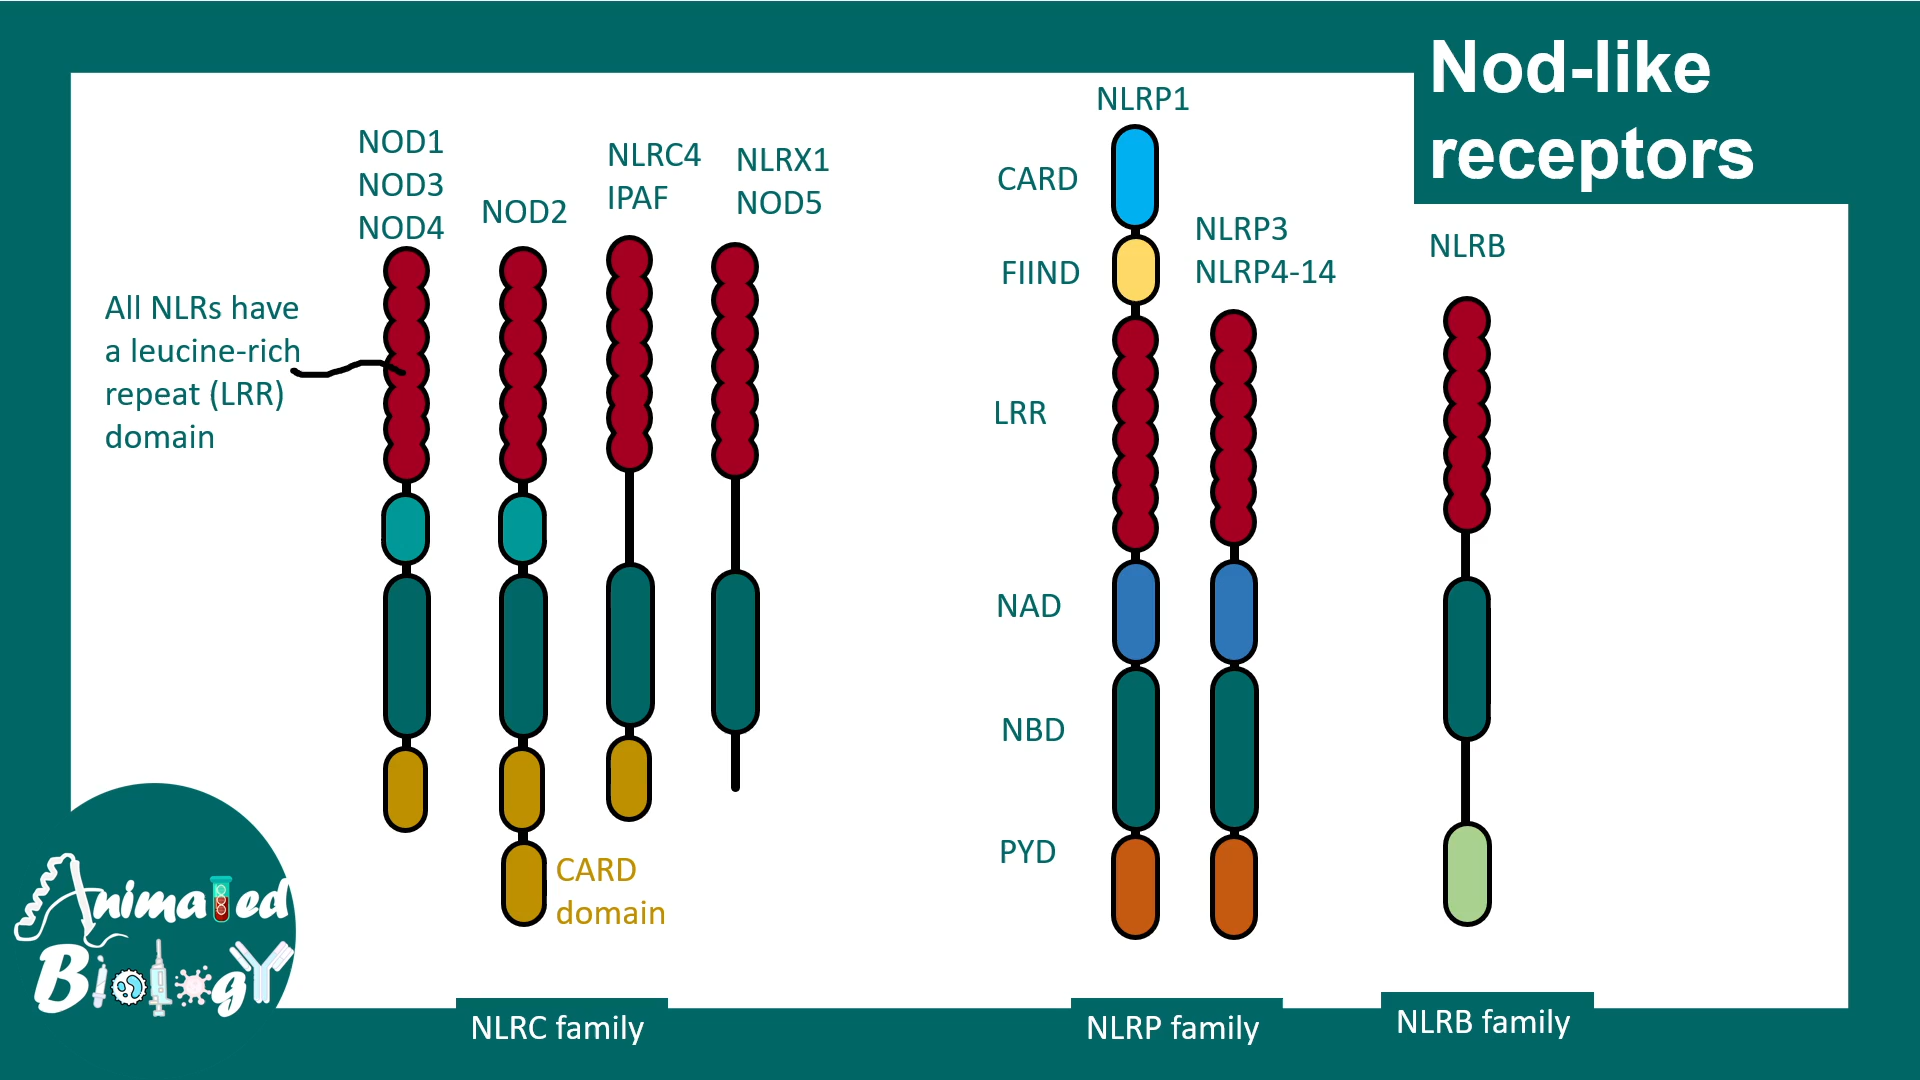 Nod-like
receptors
NOD1
NOD3
NOD4
NOD2
NLRC4
IPAF
NLRX1
NOD5
All NLRs have
a leucine-rich
repeat (LRR)
domain
CARD
domain
NLRP1
CARD
FIIND
LRR
NAD
NBD
PYD
NLRP3
NLRP4-14
NLRB
Animated
Biology
NLRC family
NLRP family
NLRB family